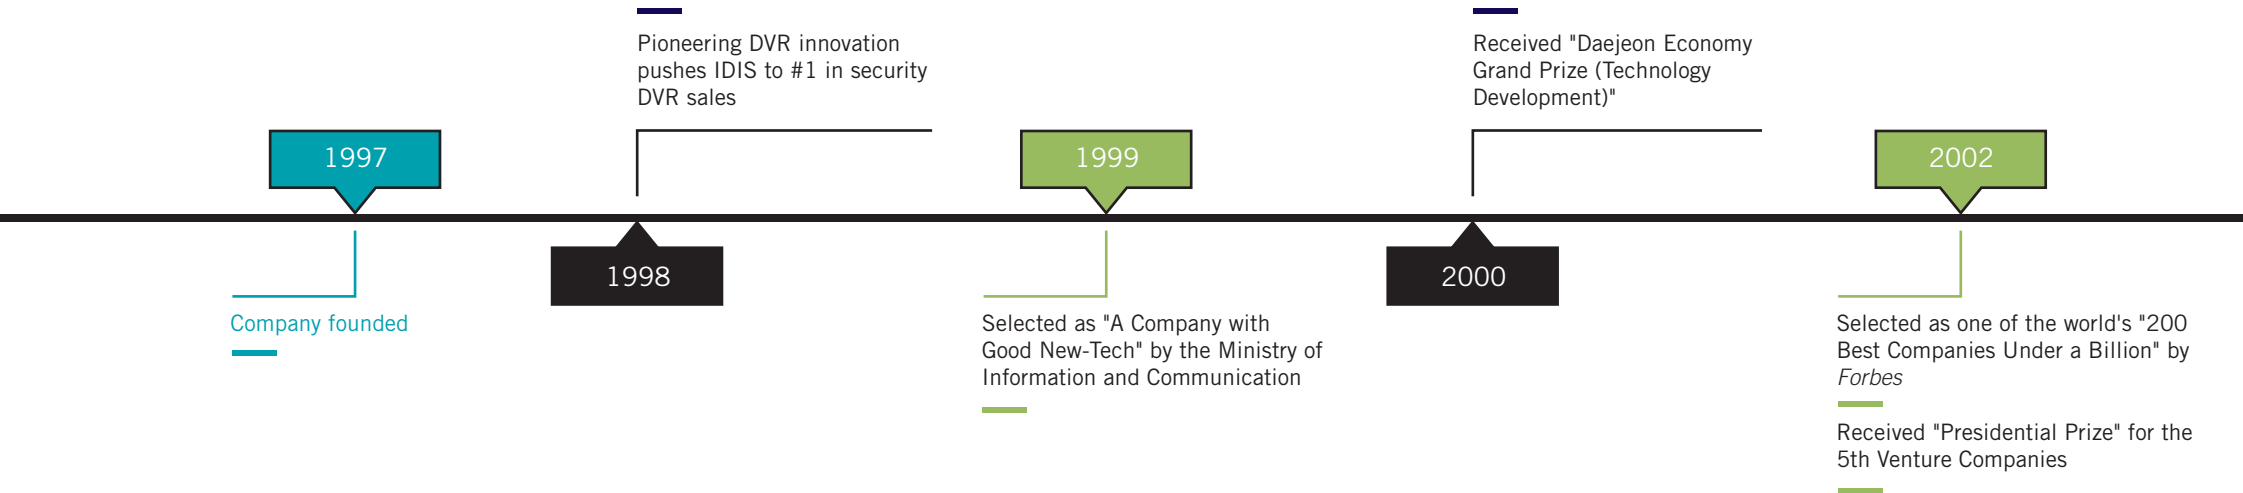 1997
Company founded
Pioneering DVR innovation
pushes IDIS to #1 in security
DVR sales
1998
1999
Selected as "A Company with
Good New-Tech" by the Ministry of
Information and Communication
Received "Daejeon Economy
Grand Prize (Technology
Development)"
2000
2002
Selected as one of the world's "200
Best Companies Under a Billion" by
Forbes
Received "Presidential Prize" for the
5th Venture Companies